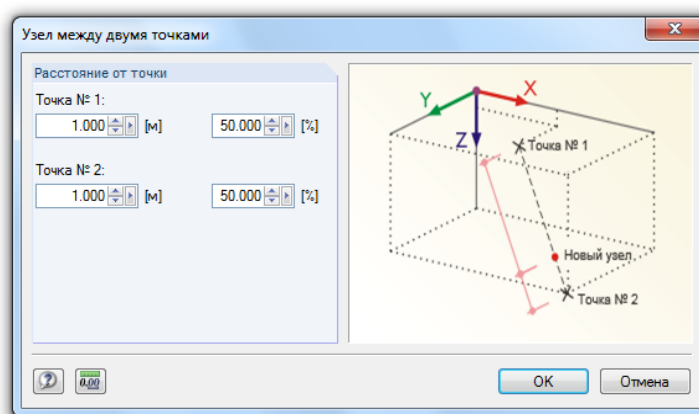 Узел между двумя точками
Расстояние от точки
Точка № 1:
1.000 [м] 50.000 [%]
Точка № 2:
1.000 [м] 50.000 [%]
X
Y
Z
Точка № 1
Новый узел
Точка № 2
0.00
OK
Отмена